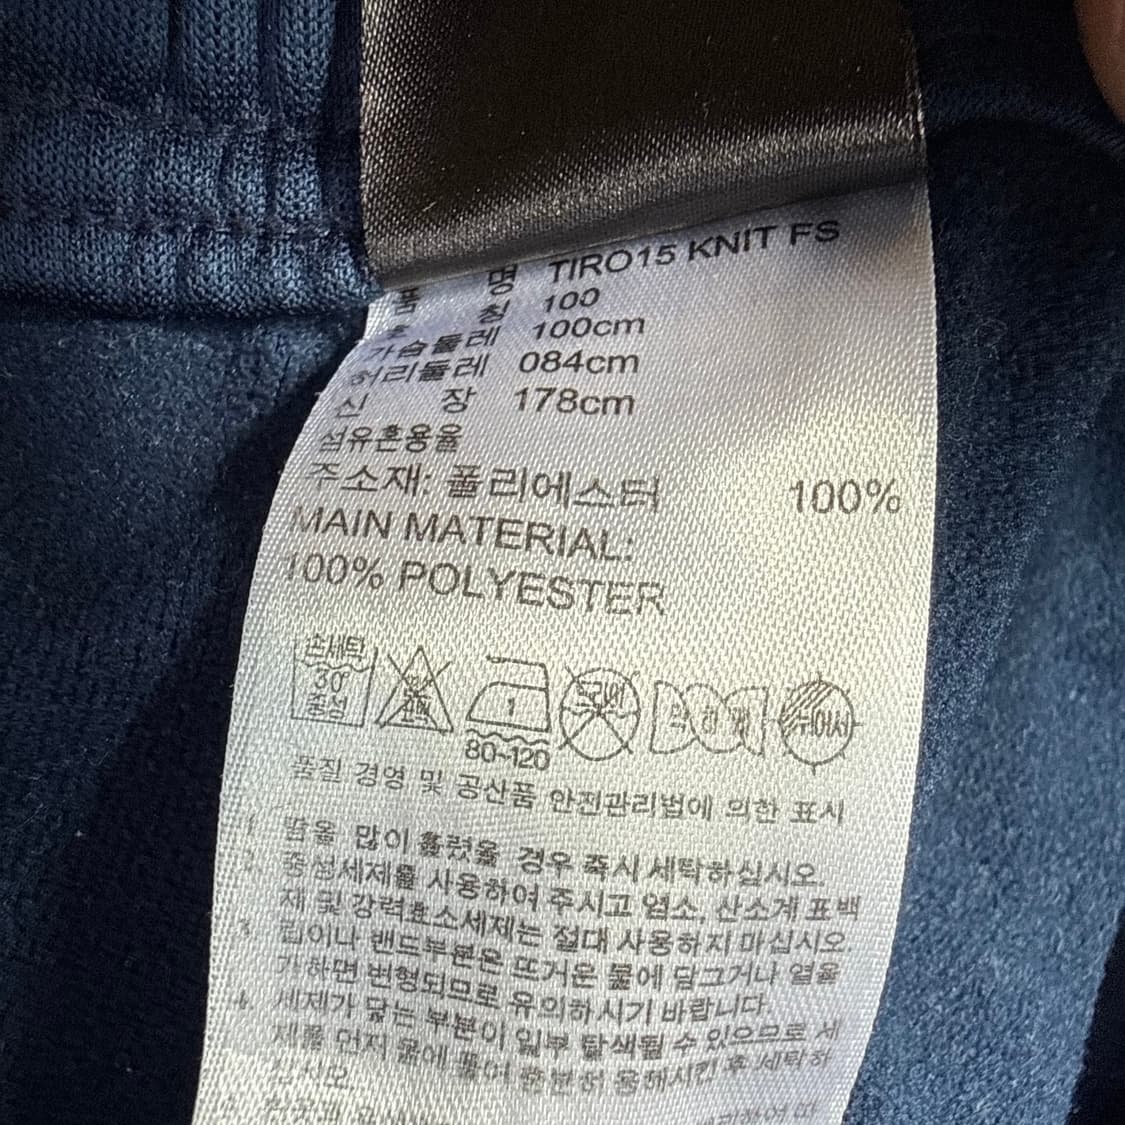 품 명 TIRO15 KNIT FS
호 칭 100
가슴둘레 100cm
허리둘레 084cm
신 장 178cm
섬유혼용율
주소재: 폴리에스터 100%
MAIN MATERIAL:
100% POLYESTER
손세탁 30° 중성
1
80~120
드라이
뉘어서
품질 경영 및 공산품 안전관리법에 의한 표시
1. 땀을 많이 흘렸을 경우 즉시 세탁하십시오.
2. 중성세제를 사용하여 주시고 염소, 산소계 표백
제 및 강력효소세제는 절대 사용하지 마십시오
3. 립이나 밴드부분은 뜨거운 물에 담그거나 열을
가하면 변형되므로 유의하시기 바랍니다.
4. 세제가 닿는 부분이 일부 탈색될 수 있으므로 세
제를 먼저 물에 풀어 충분히 용해시킨 후 세탁하
십시오.